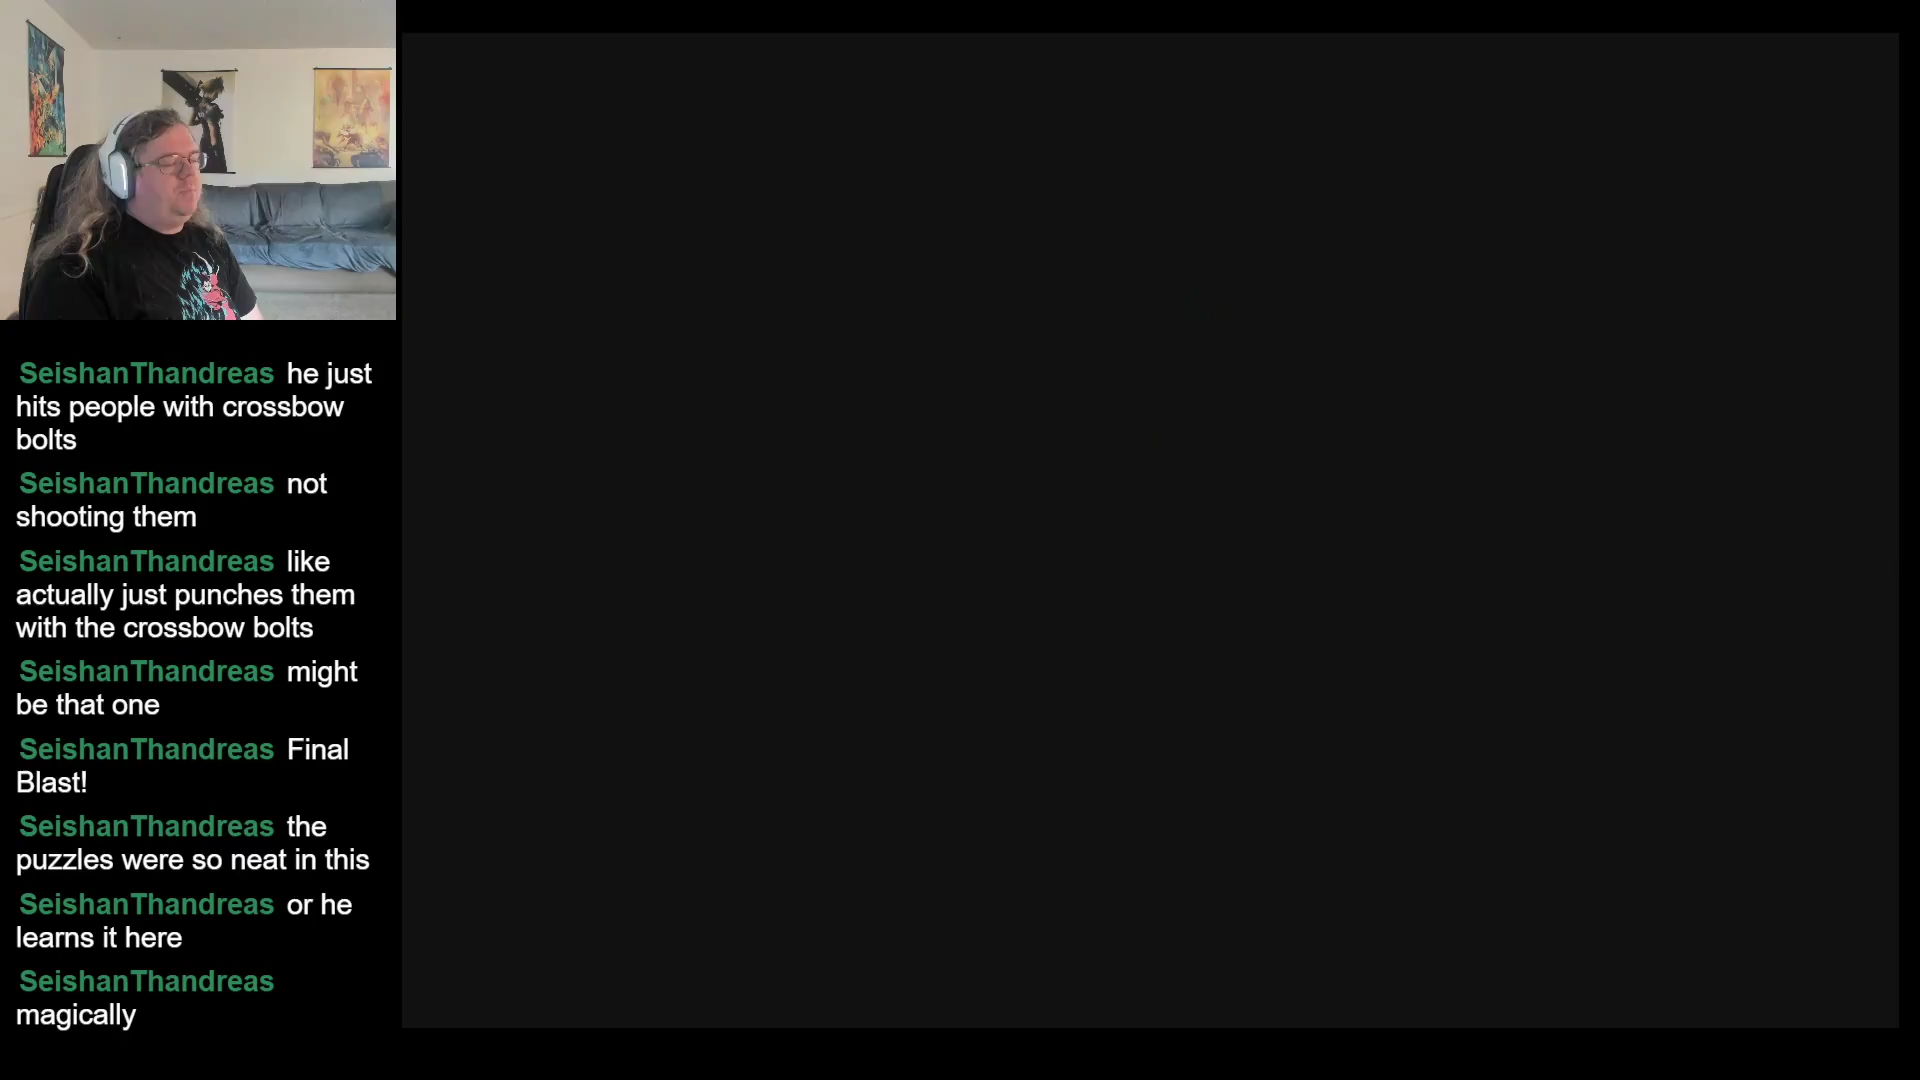 SeishanThandreas he just
hits people with crossbow
bolts
SeishanThandreas not
shooting them
SeishanThandreas like
actually just punches them
with the crossbow bolts
SeishanThandreas might
be that one
SeishanThandreas Final
Blast!
SeishanThandreas the
puzzles were so neat in this
SeishanThandreas or he
learns it here
SeishanThandreas
magically